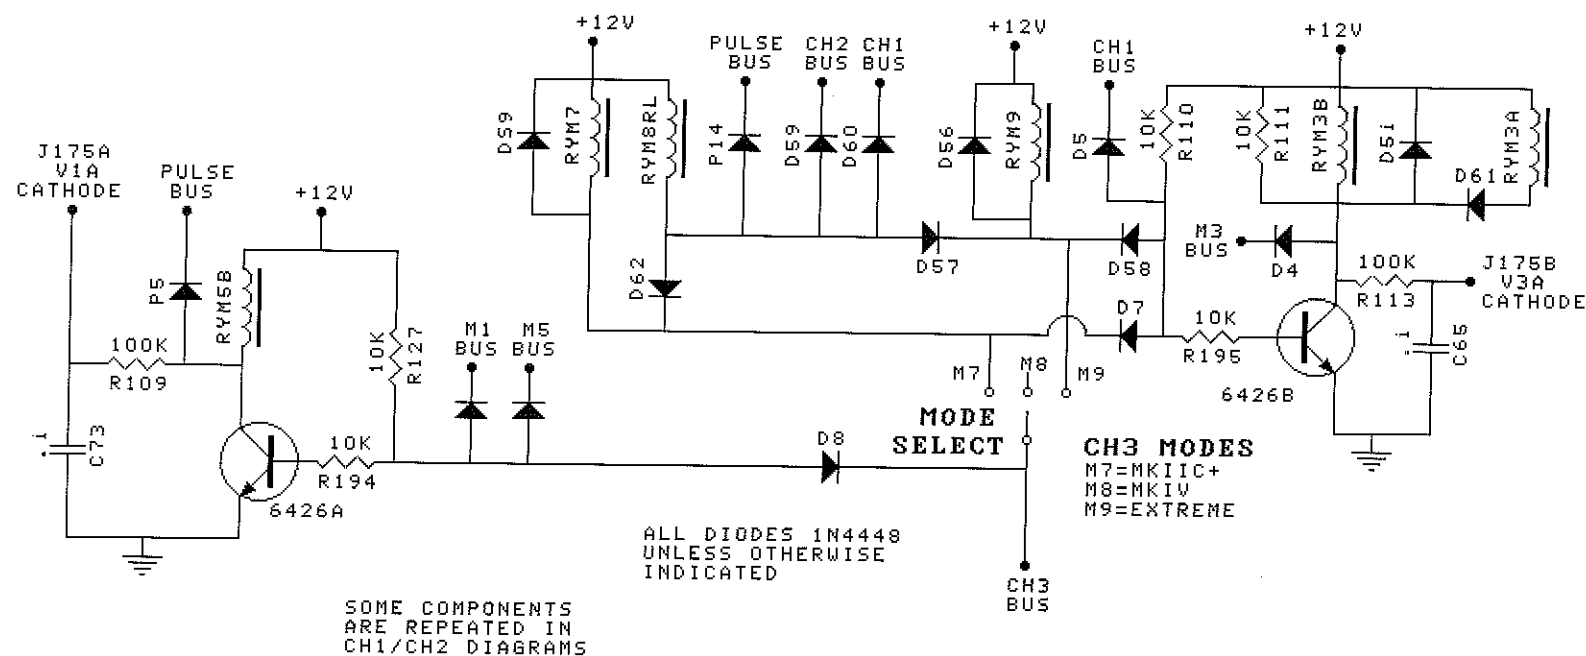 +12V
+12V
+12V
PULSE
BUS
CH2
BUS
CH1
BUS
CH1
BUS
D59
RYM7
RYM8RL
P14
D59
D60
D56
RYM9
D5
10K
R110
10K
R111
RYM3B
D5i
RYM3A
D61
J175A
V1A
CATHODE
PULSE
BUS
+12V
P5
RYM5B
D62
D57
D58
M3
BUS
D4
100K
R113
J175B
V3A
CATHODE
100K
R109
10K
R127
M1
BUS
M5
BUS
D7
10K
R195
.i
C65
6426B
M7
M8
M9
MODE
SELECT
.i
C73
10K
R194
6426A
D8
CH3 MODES
M7=MKIIC+
M8=MKIV
M9=EXTREME
ALL DIODES 1N4448
UNLESS OTHERWISE
INDICATED
CH3
BUS
SOME COMPONENTS
ARE REPEATED IN
CH1/CH2 DIAGRAMS